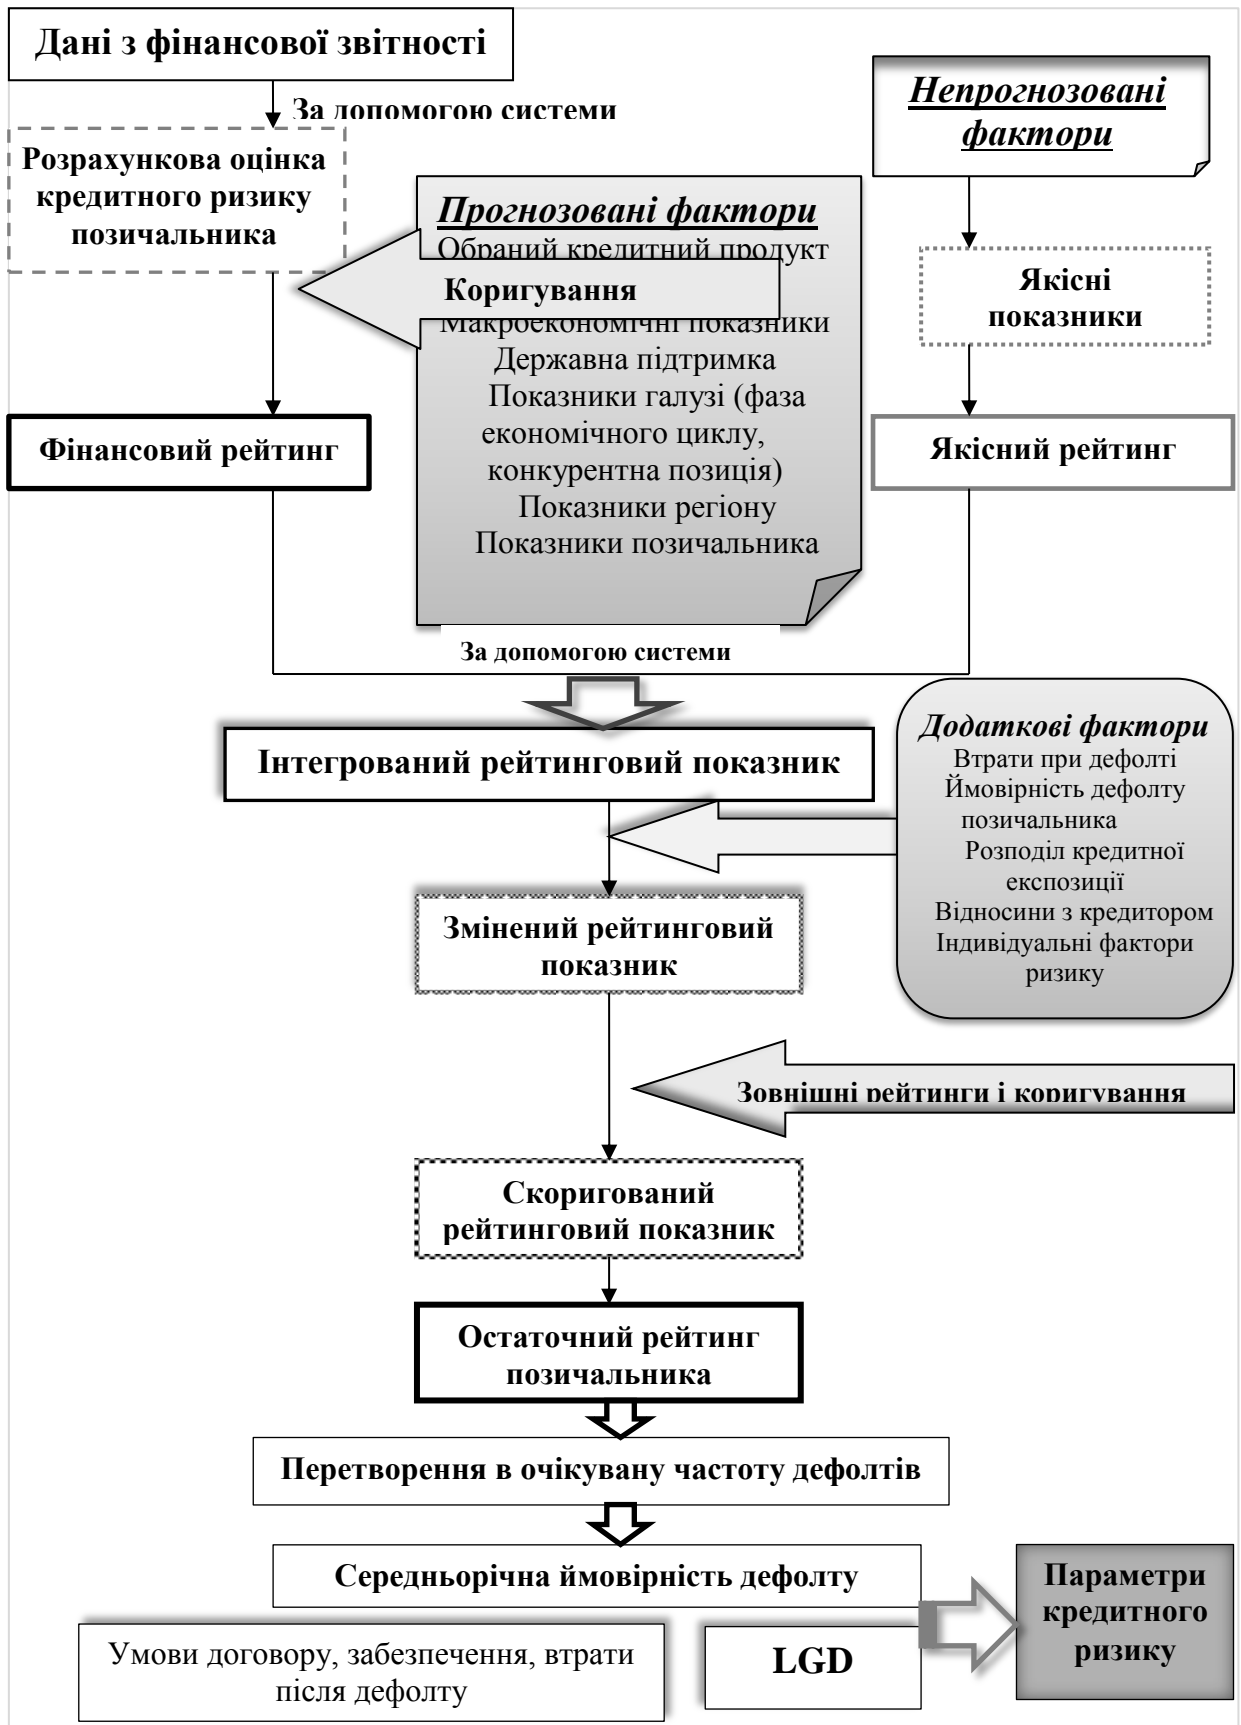 Дані з фінансової звітності
За допомогою системи
Розрахункова оцінка
кредитного ризику
позичальника
Непрогнозовані
фактори
Прогнозовані фактори
Обраний кредитний продукт
Коригування
Макроекономічні показники
Державна підтримка
Показники галузі (фаза
економічного циклу,
конкурентна позиція)
Показники регіону
Показники позичальника
Якісні
показники
Фінансовий рейтинг
Якісний рейтинг
За допомогою системи
Інтегрований рейтинговий показник
Додаткові фактори
Втрати при дефолті
Ймовірність дефолту
позичальника
Розподіл кредитної
експозиції
Відносини з кредитором
Індивідуальні фактори
ризику
Змінений рейтинговий
показник
Зовнішні рейтинги і коригування
Скоригований
рейтинговий показник
Остаточний рейтинг
позичальника
Перетворення в очікувану частоту дефолтів
Середньорічна ймовірність дефолту
Параметри
кредитного
ризику
Умови договору, забезпечення, втрати
після дефолту
LGD